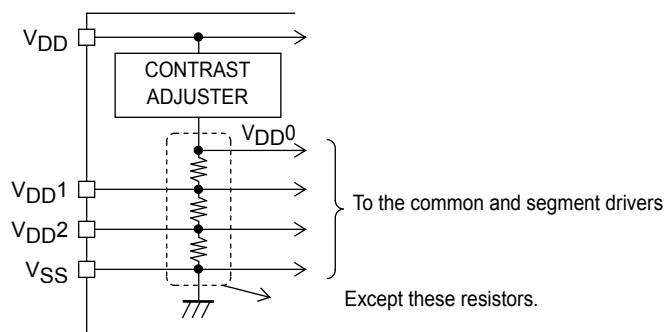 VDD
CONTRAST
ADJUSTER
VDD0
VDD1
VDD2
VSS
To the common and segment drivers
Except these resistors.